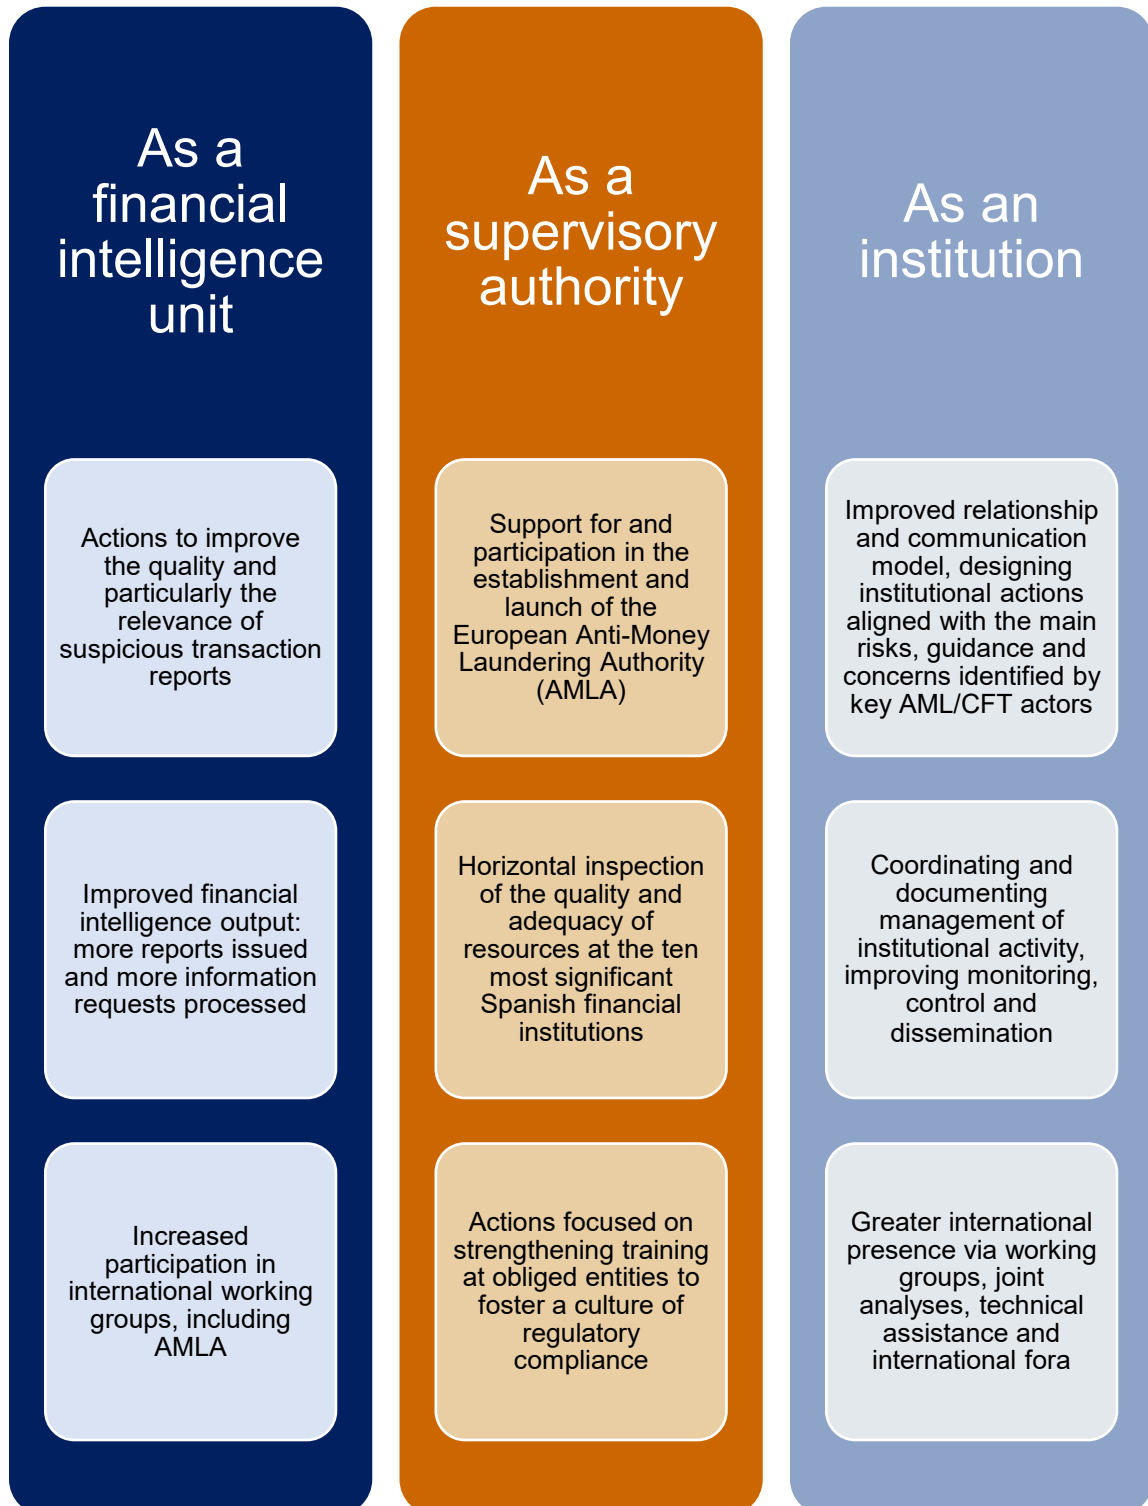 As a
financial
intelligence
unit
Actions to improve
the quality and
particularly the
relevance of
suspicious transaction
reports
Improved financial
intelligence output:
more reports issued
and more information
requests processed
Increased
participation in
international working
groups, including
AMLA
As a
supervisory
authority
Support for and
participation in the
establishment and
launch of the
European Anti-Money
Laundering Authority
(AMLA)
Horizontal inspection
of the quality and
adequacy of
resources at the ten
most significant
Spanish financial
institutions
Actions focused on
strengthening training
at obliged entities to
foster a culture of
regulatory
compliance
As an
institution
Improved relationship
and communication
model, designing
institutional actions
aligned with the main
risks, guidance and
concerns identified by
key AML/CFT actors
Coordinating and
documenting
management of
institutional activity,
improving monitoring,
control and
dissemination
Greater international
presence via working
groups, joint
analyses, technical
assistance and
international fora